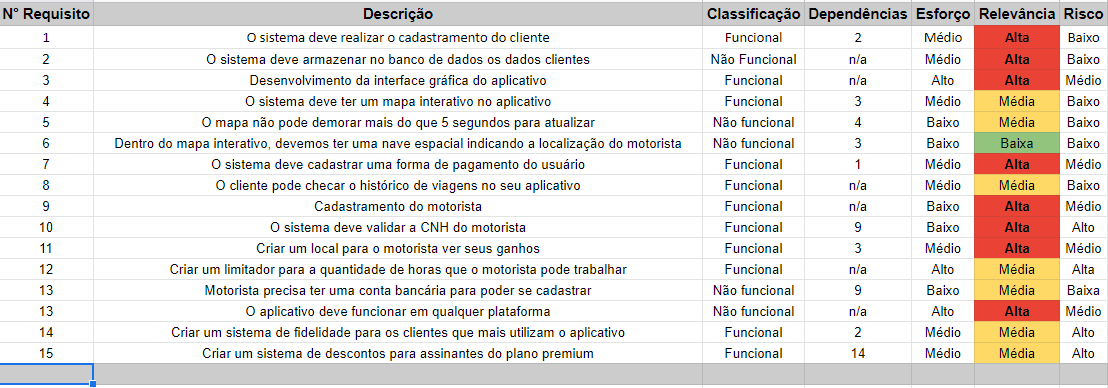 N° Requisito Descrição Classificação Dependências Esforço Relevância Risco
1 O sistema deve realizar o cadastramento do cliente Funcional 2 Médio Alta Baixo
2 O sistema deve armazenar no banco de dados os dados clientes Não Funcional n/a Médio Alta Baixo
3 Desenvolvimento da interface gráfica do aplicativo Funcional n/a Alto Alta Médio
4 O sistema deve ter um mapa interativo no aplicativo Funcional 3 Médio Média Baixo
5 O mapa não pode demorar mais do que 5 segundos para atualizar Não funcional 4 Baixo Média Baixo
6 Dentro do mapa interativo, devemos ter uma nave espacial indicando a localização do motorista Não funcional 3 Baixo Baixa Baixo
7 O sistema deve cadastrar uma forma de pagamento do usuário Funcional 1 Médio Alta Médio
8 O cliente pode checar o histórico de viagens no seu aplicativo Funcional n/a Médio Média Baixo
9 Cadastramento do motorista Funcional n/a Baixo Alta Médio
10 O sistema deve validar a CNH do motorista Funcional 9 Baixo Alta Alto
11 Criar um local para o motorista ver seus ganhos Funcional 3 Médio Alta Médio
12 Criar um limitador para a quantidade de horas que o motorista pode trabalhar Funcional n/a Alto Média Alta
13 Motorista precisa ter uma conta bancária para poder se cadastrar Não funcional 9 Baixo Média Baixa
13 O aplicativo deve funcionar em qualquer plataforma Não funcional n/a Alto Alta Médio
14 Criar um sistema de fidelidade para os clientes que mais utilizam o aplicativo Funcional 2 Médio Média Alto
15 Criar um sistema de descontos para assinantes do plano premium Funcional 14 Médio Média Alto